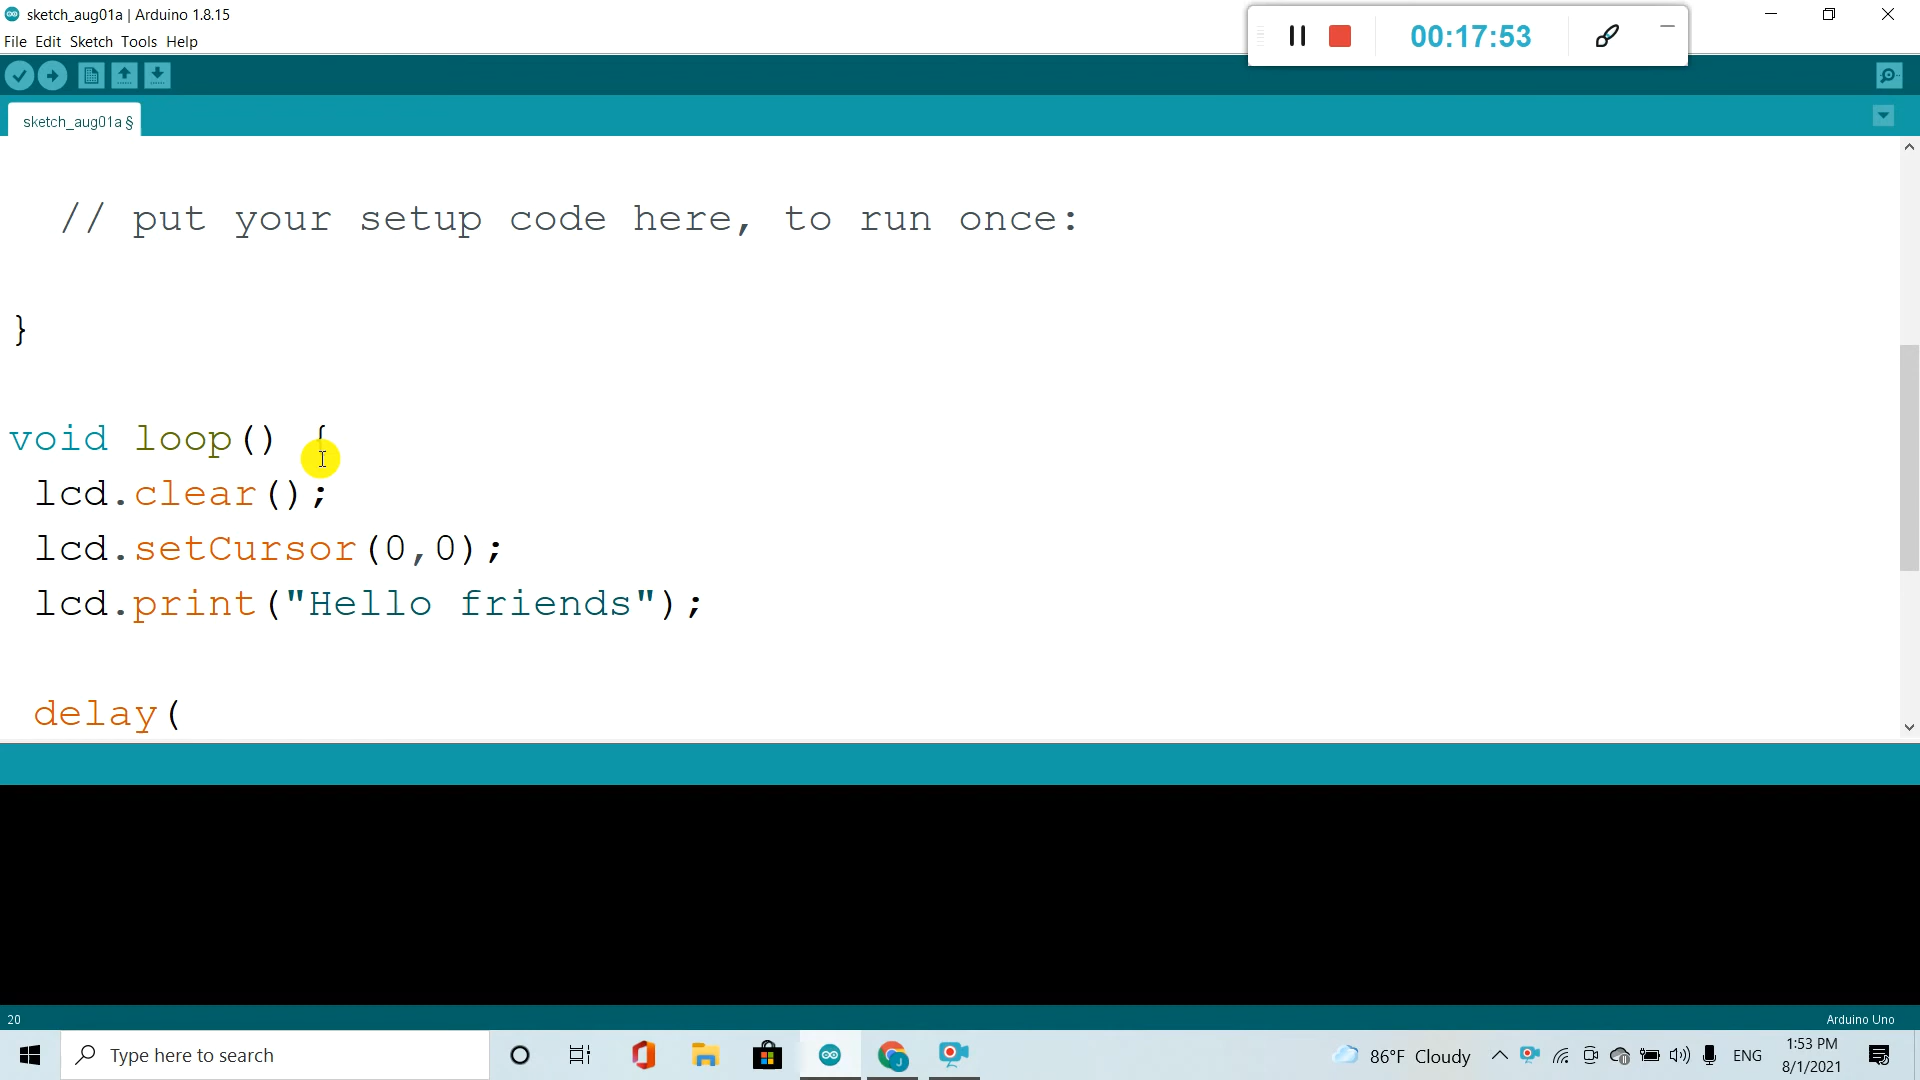 sketch_aug01a | Arduino 1.8.15
00:17:53
File Edit Sketch Tools Help
sketch_aug01a §
// put your setup code here, to run once:
}
void loop() {
lcd.clear();
lcd.setCursor(0,0);
lcd.print("Hello friends");
delay(
20
Arduino Uno
Type here to search
86°F Cloudy
ENG
1:53 PM
8/1/2021